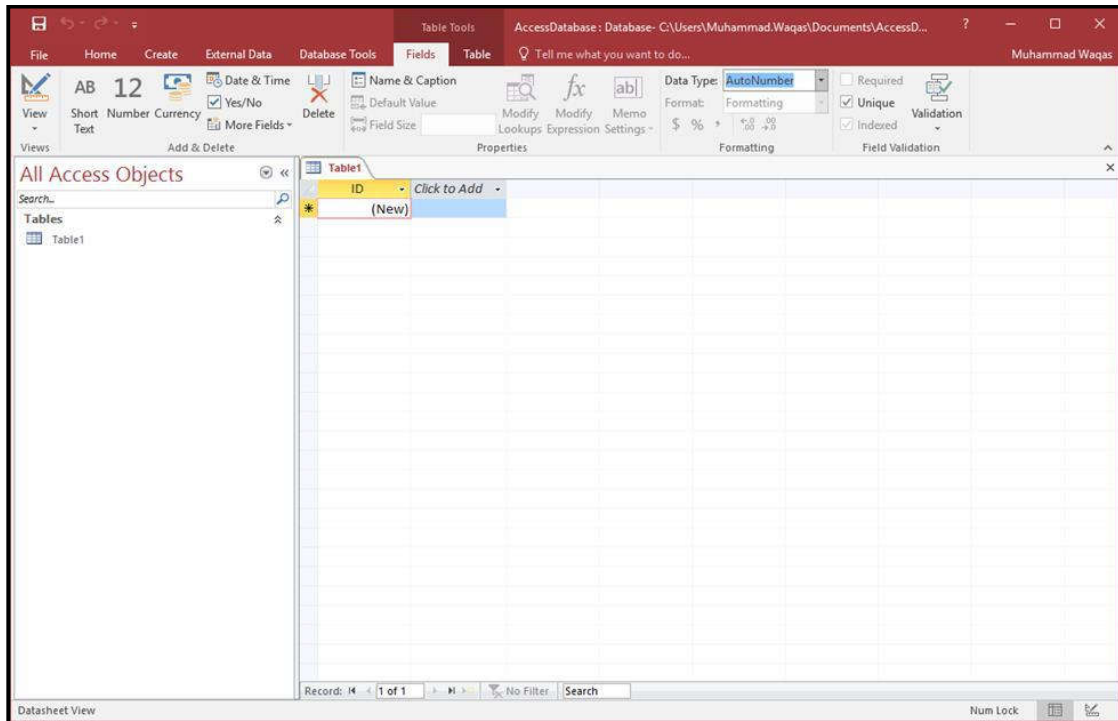 Table Tools
AccessDatabase : Database- C:\Users\Muhammad.Waqas\Documents\AccessD... ?
File Home Create External Data Database Tools Fields Table Tell me what you want to do... Muhammad Waqas
View
Views
AB Short Text
12 Number
Currency
Date & Time
Yes/No
More Fields
Delete
Add & Delete
Name & Caption
Default Value
Field Size
Modify Lookups
fx Modify Expression
ab Memo Settings
Properties
Data Type: AutoNumber
Format: Formatting
$ % , .00 .00
Formatting
Required
Unique
Indexed
Validation
Field Validation
All Access Objects
Search...
Tables
Table1
Table1
ID Click to Add
(New)
Record: 1 of 1 No Filter Search
Datasheet View Num Lock